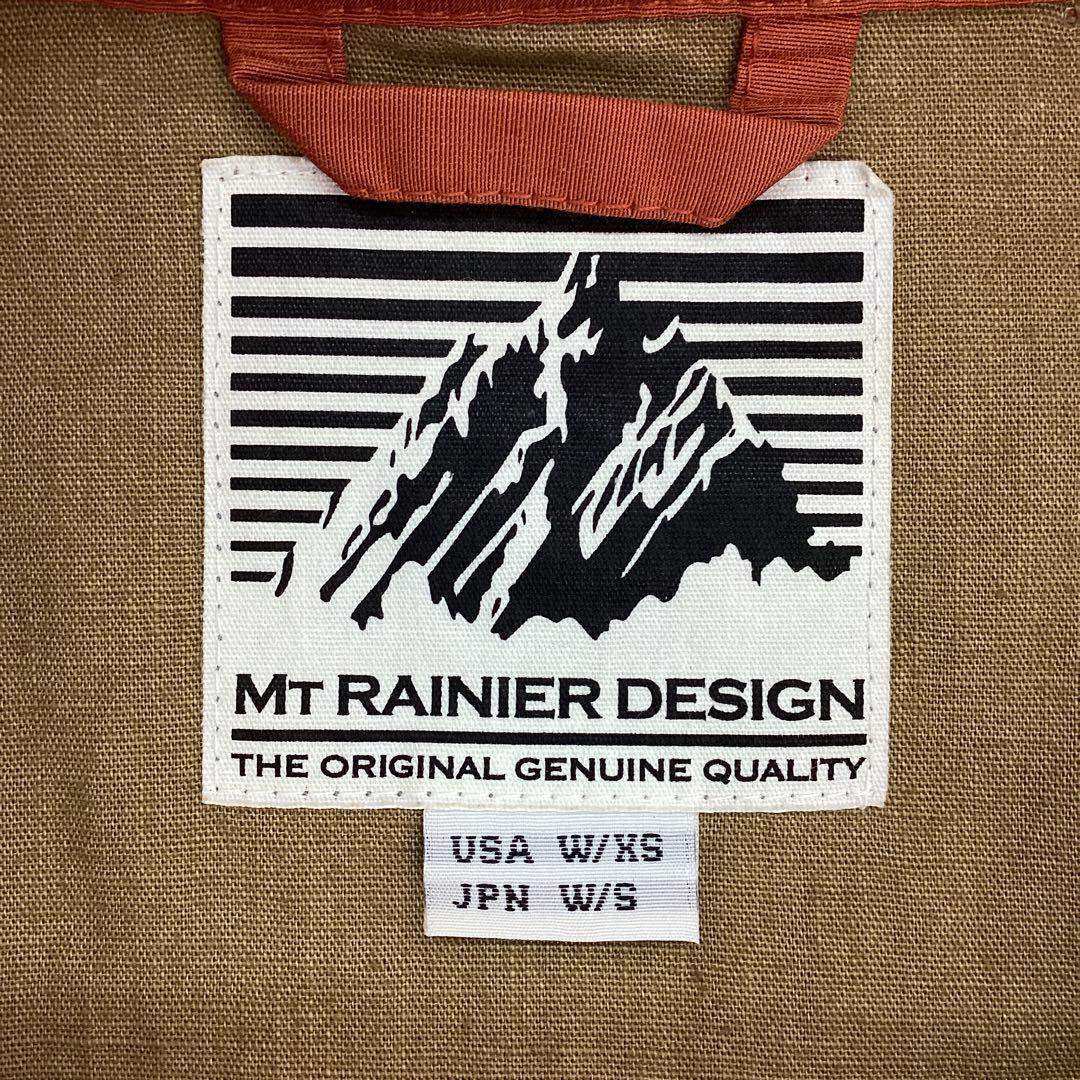 MT RAINIER DESIGN
THE ORIGINAL GENUINE QUALITY
USA W/XS
JPN W/S